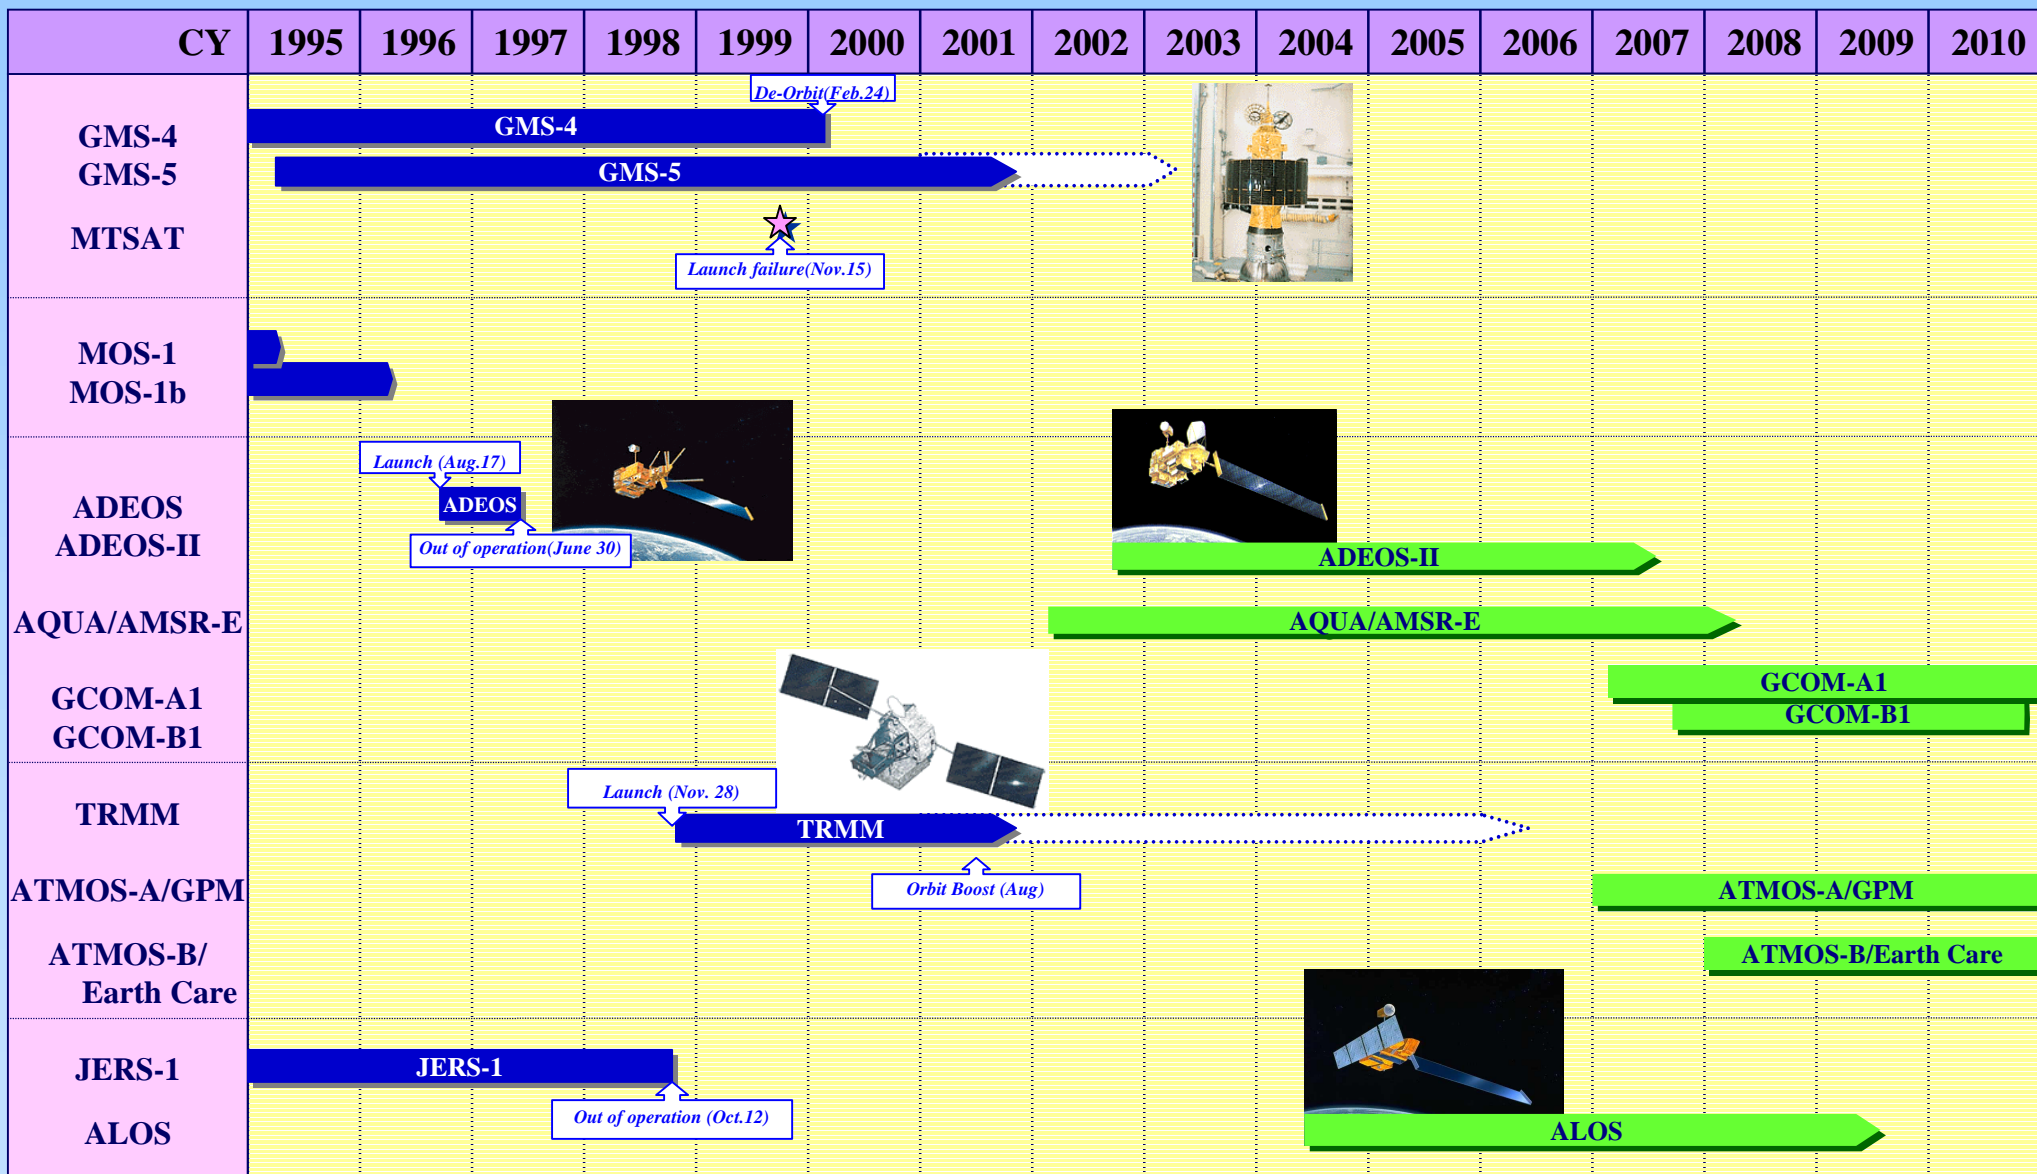 CY 1995 1996 1997 1998 1999 2000 2001 2002 2003 2004 2005 2006 2007 2008 2009 2010
De-Orbit(Feb.24)
GMS-4 GMS-4
GMS-5 GMS-5
MTSAT
Launch failure(Nov.15)
MOS-1
MOS-1b
Launch (Aug.17)
ADEOS ADEOS
ADEOS-II Out of operation(June 30) ADEOS-II
AQUA/AMSR-E AQUA/AMSR-E
GCOM-A1 GCOM-A1
GCOM-B1 GCOM-B1
Launch (Nov. 28)
TRMM TRMM
Orbit Boost (Aug)
ATMOS-A/GPM ATMOS-A/GPM
ATMOS-B/ ATMOS-B/Earth Care
Earth Care
JERS-1 JERS-1
Out of operation (Oct.12)
ALOS ALOS